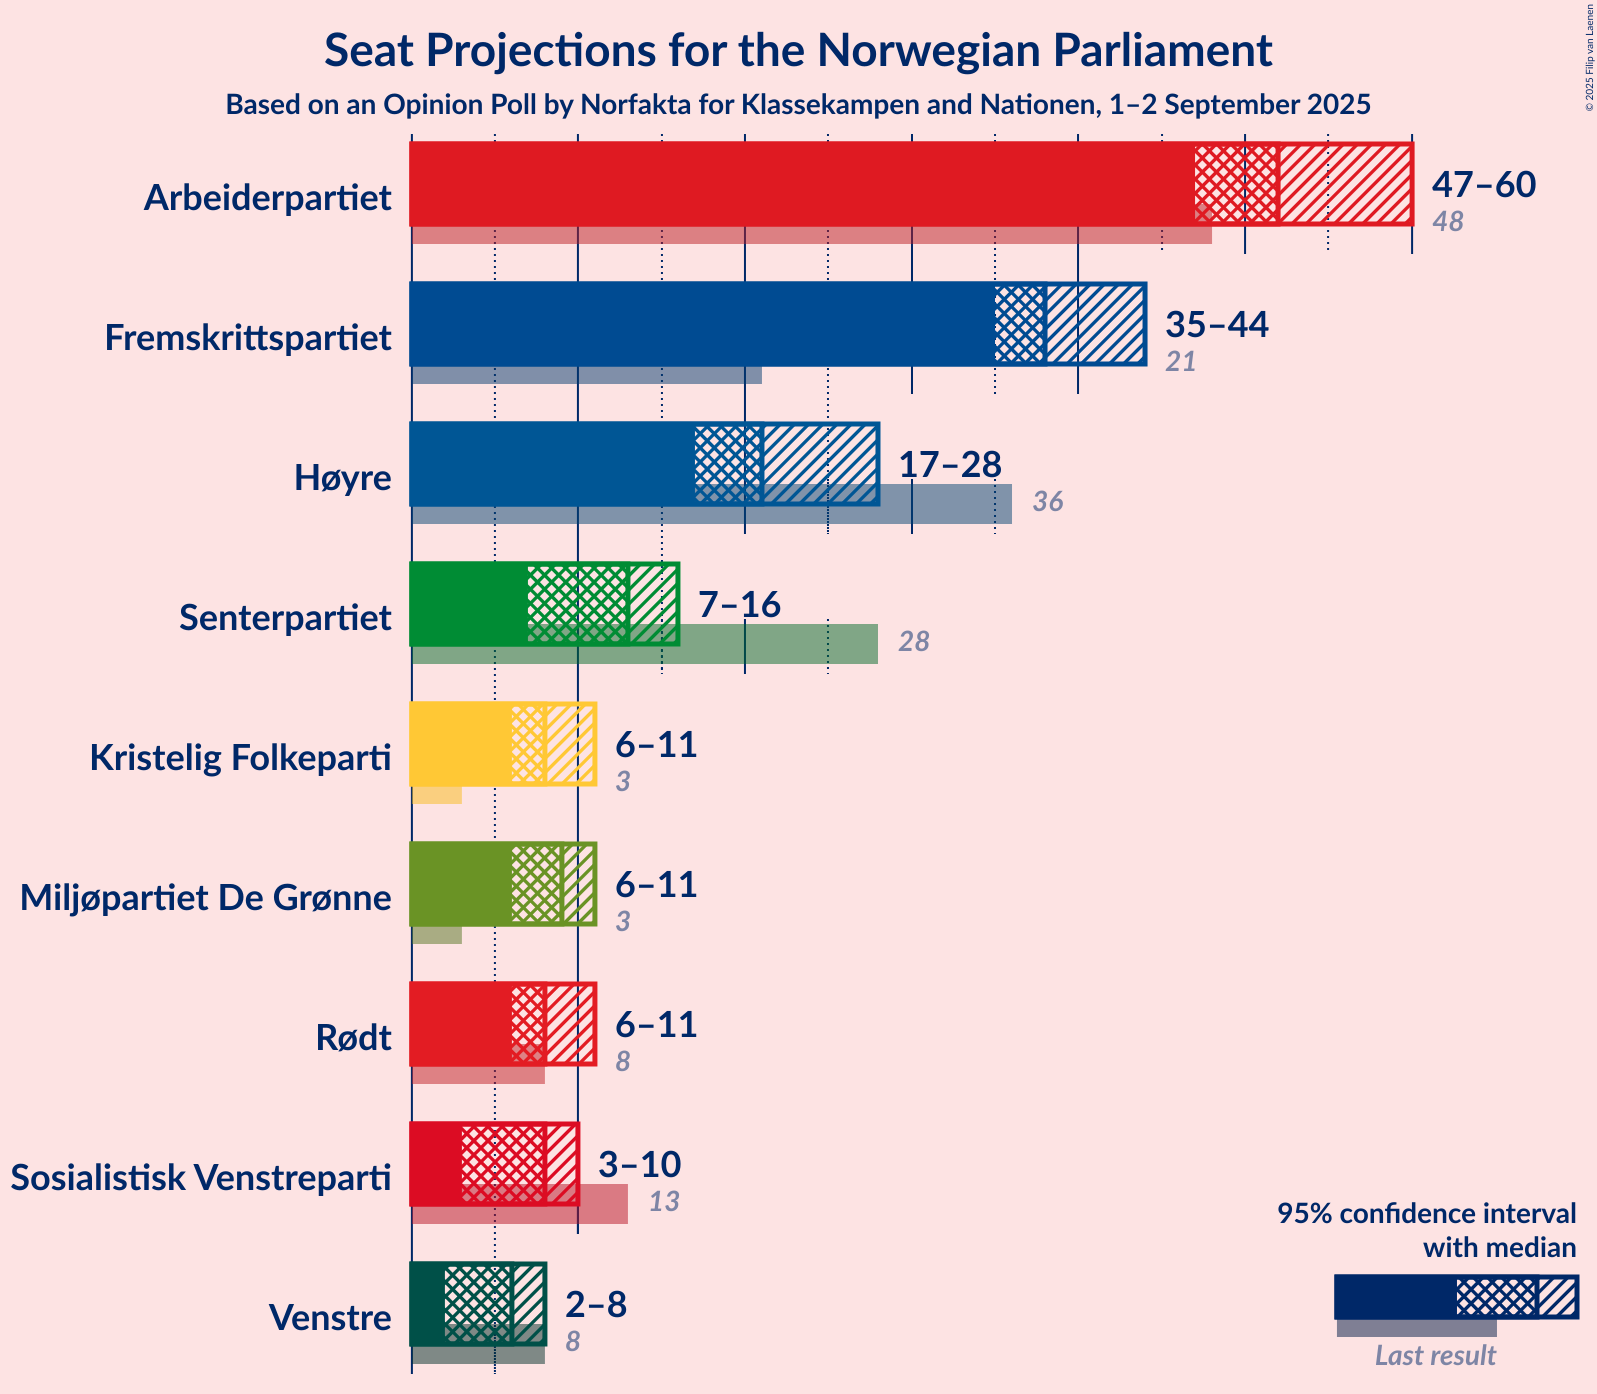 © 2025 Filip van Laenen
Seat Projections for the Norwegian Parliament
Based on an Opinion Poll by Norfakta for Klassekampen and Nationen, 1–2 September 2025
Arbeiderpartiet
47–60
48
Fremskrittspartiet
35–44
21
Høyre
17–28
36
Senterpartiet
7–16
28
Kristelig Folkeparti
6–11
3
Miljøpartiet De Grønne
6–11
3
Rødt
6–11
8
Sosialistisk Venstreparti
3–10
13
Venstre
2–8
8
95% confidence interval
with median
Last result